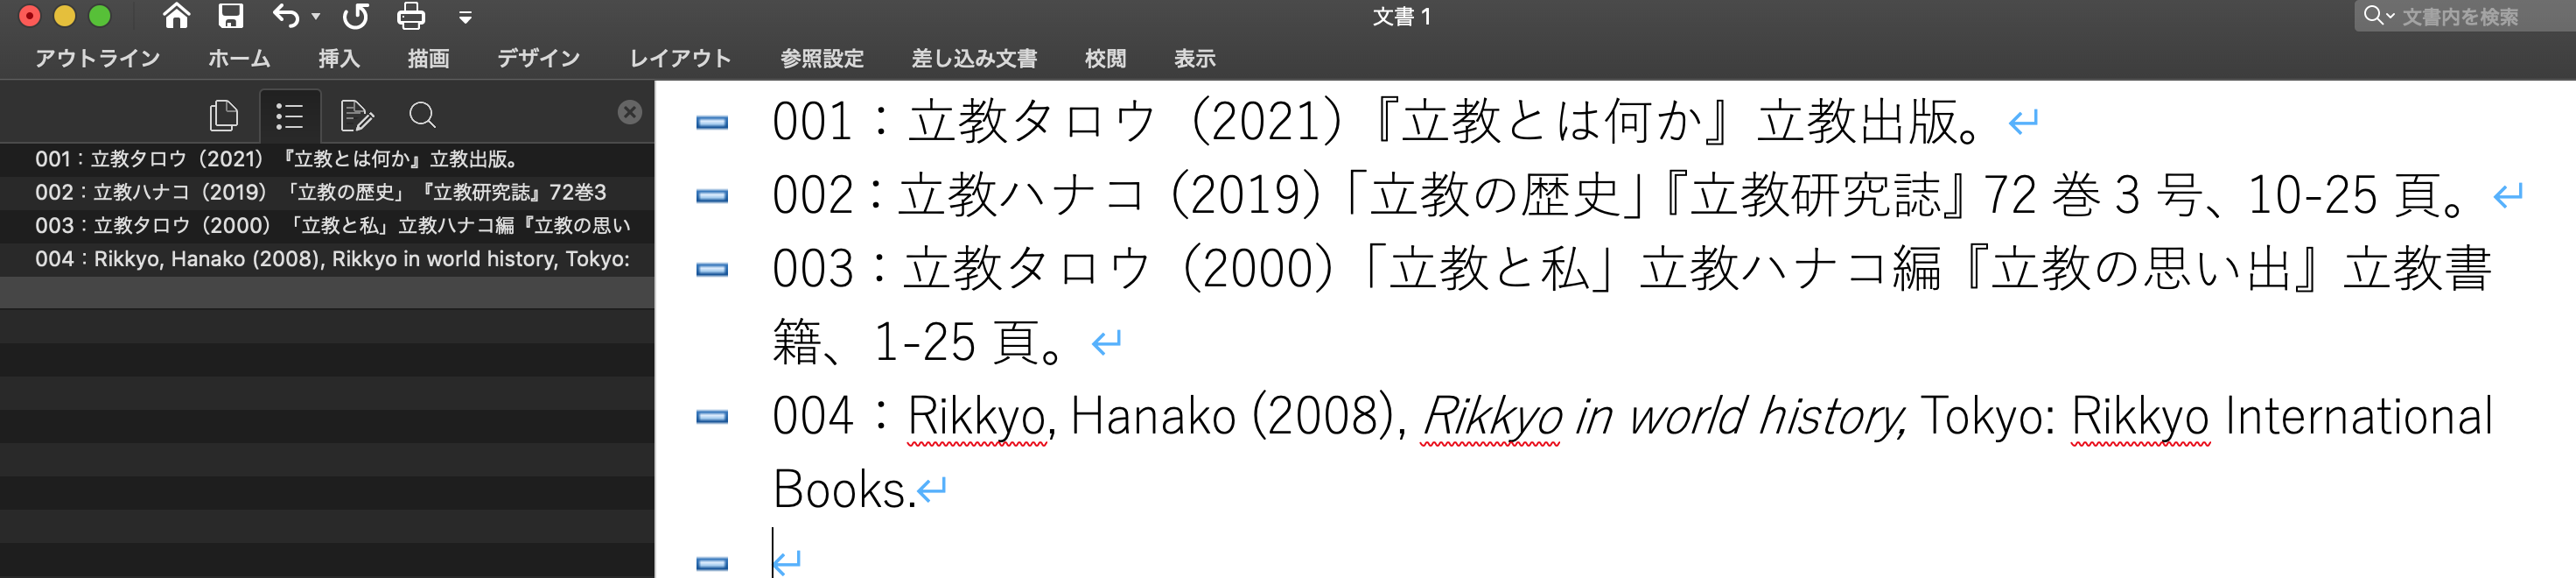 文書 1
文書内を検索
アウトライン ホーム 挿入 描画 デザイン レイアウト 参照設定 差し込み文書 校閲 表示
001：立教タロウ（2021）『立教とは何か』立教出版。
002：立教ハナコ（2019）「立教の歴史」『立教研究誌』72巻3
003：立教タロウ（2000）「立教と私」立教ハナコ編『立教の思い
004：Rikkyo, Hanako (2008), Rikkyo in world history, Tokyo:
001：立教タロウ（2021）『立教とは何か』立教出版。
002：立教ハナコ（2019）「立教の歴史」『立教研究誌』72 巻 3 号、10-25 頁。
003：立教タロウ（2000）「立教と私」立教ハナコ編『立教の思い出』立教書
籍、1-25 頁。
004：Rikkyo, Hanako (2008), Rikkyo in world history, Tokyo: Rikkyo International
Books.